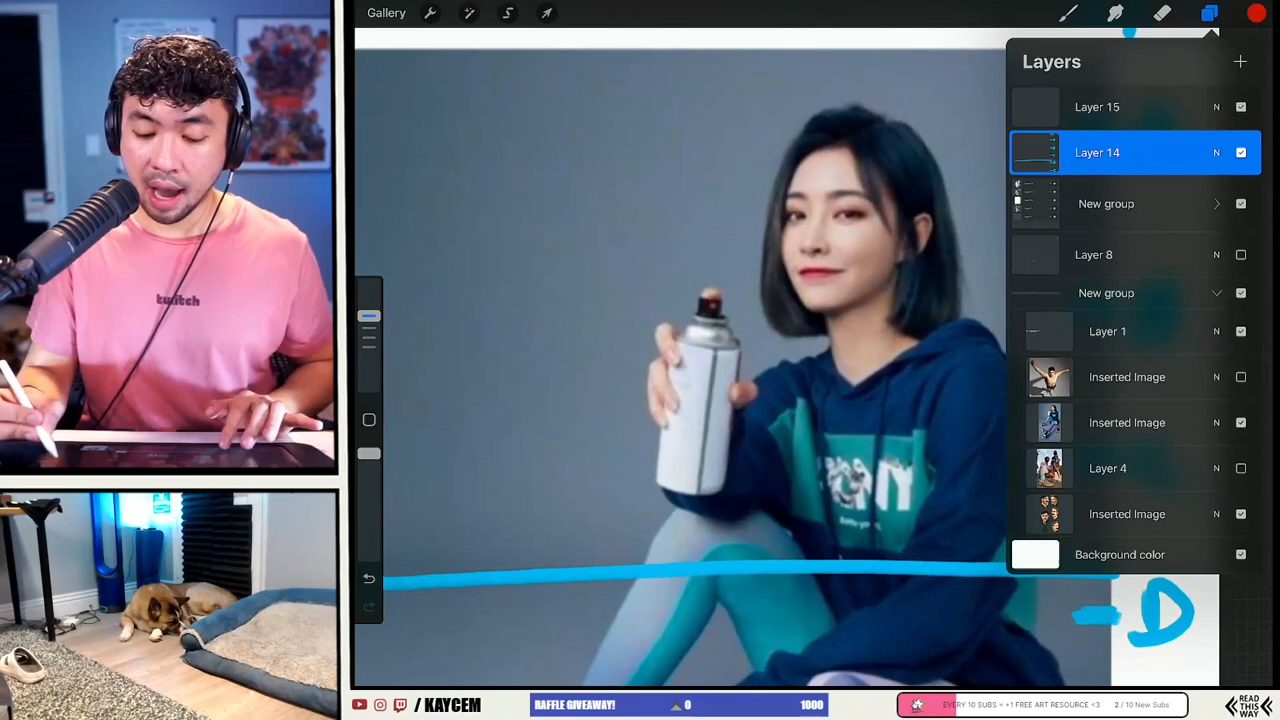 Gallery
Layers
Layer 15 N
Layer 14 N
New group
Layer 8 N
New group
Layer 1 N
Inserted Image N
Inserted Image N
Layer 4 N
Inserted Image N
Background color
twitch
-D
/ KAYCEM
RAFFLE GIVEAWAY! 0 1000
EVERY 10 SUBS = +1 FREE ART RESOURCE <3 2 / 10 New Subs
READ
THIS
WAY